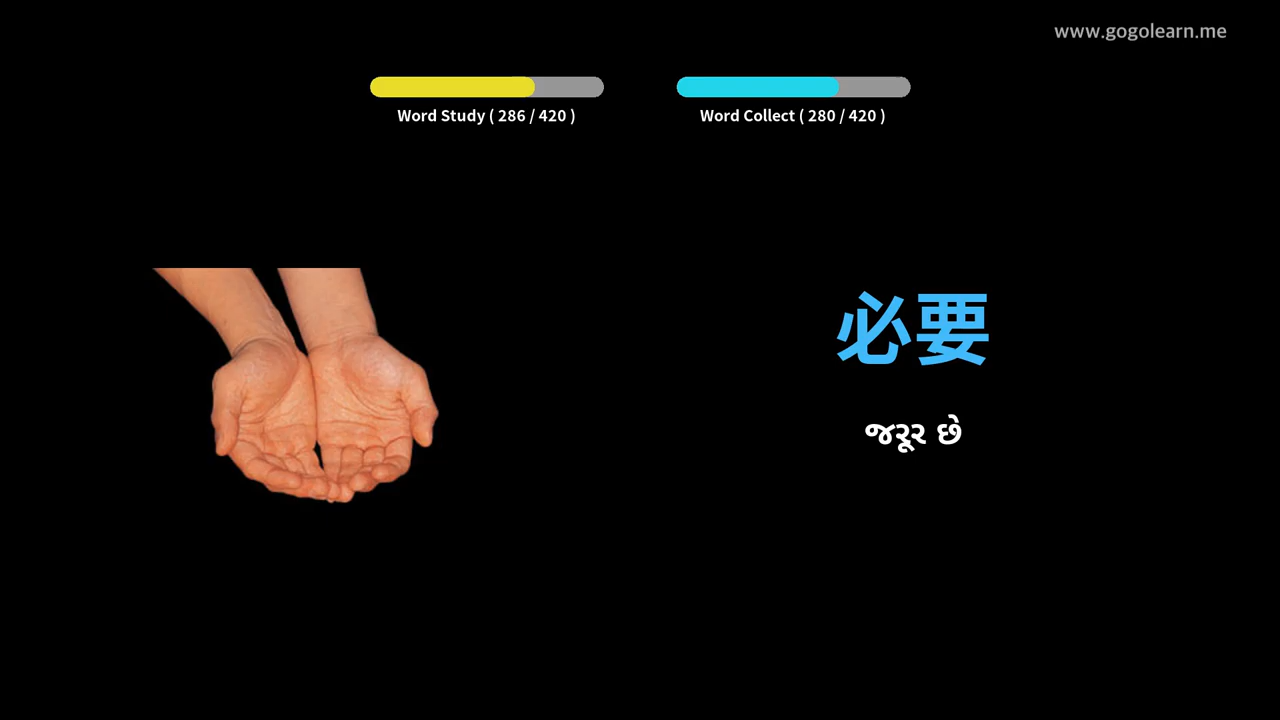 www.gogolearn.me
Word Study ( 286 / 420 )
Word Collect ( 280 / 420 )
必要
જરૂર છે